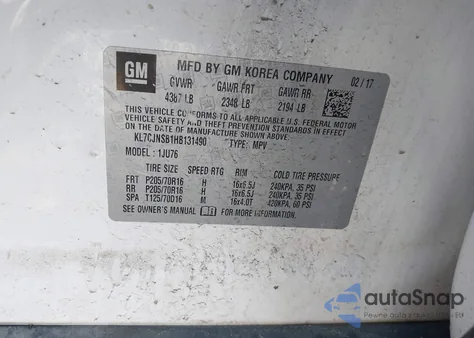 GM
MFD BY GM KOREA COMPANY 02 / 17
GVWR GAWR FRT GAWR RR
4387 LB 2348 LB 2194 LB
THIS VEHICLE CONFORMS TO ALL APPLICABLE U.S. FEDERAL MOTOR
VEHICLE SAFETY, BUMPER, AND THEFT PREVENTION STANDARDS IN
EFFECT ON THE DATE OF MANUFACTURE SHOWN ABOVE.
KL7CJNSB1HB131490 TYPE: MPV
MODEL: 1JU76
TIRE SIZE SPEED RTG RIM COLD TIRE PRESSURE
FRT P205/70R16 H 16x6.5J 240KPA, 35 PSI
RR P205/70R16 H 16x6.5J 240KPA, 35 PSI
SPA T125/70D16 M 16x4.0T 420KPA, 60 PSI
SEE OWNER'S MANUAL FOR MORE INFORMATION.
autoSnap